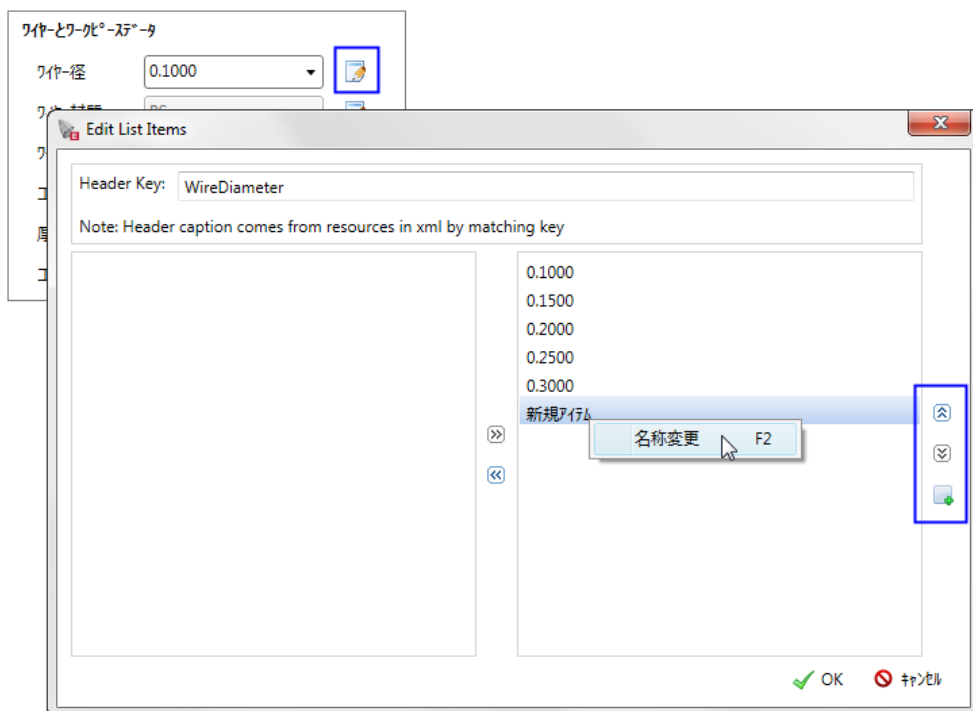 ﾜｲﾔｰとﾜｰｸﾋﾟｰｽﾃﾞｰﾀ
ﾜｲﾔｰ径 0.1000
Edit List Items
Header Key: WireDiameter
Note: Header caption comes from resources in xml by matching key
0.1000
0.1500
0.2000
0.2500
0.3000
新規ｱｲﾃﾑ
名称変更 F2
OK ｷｬﾝｾﾙ